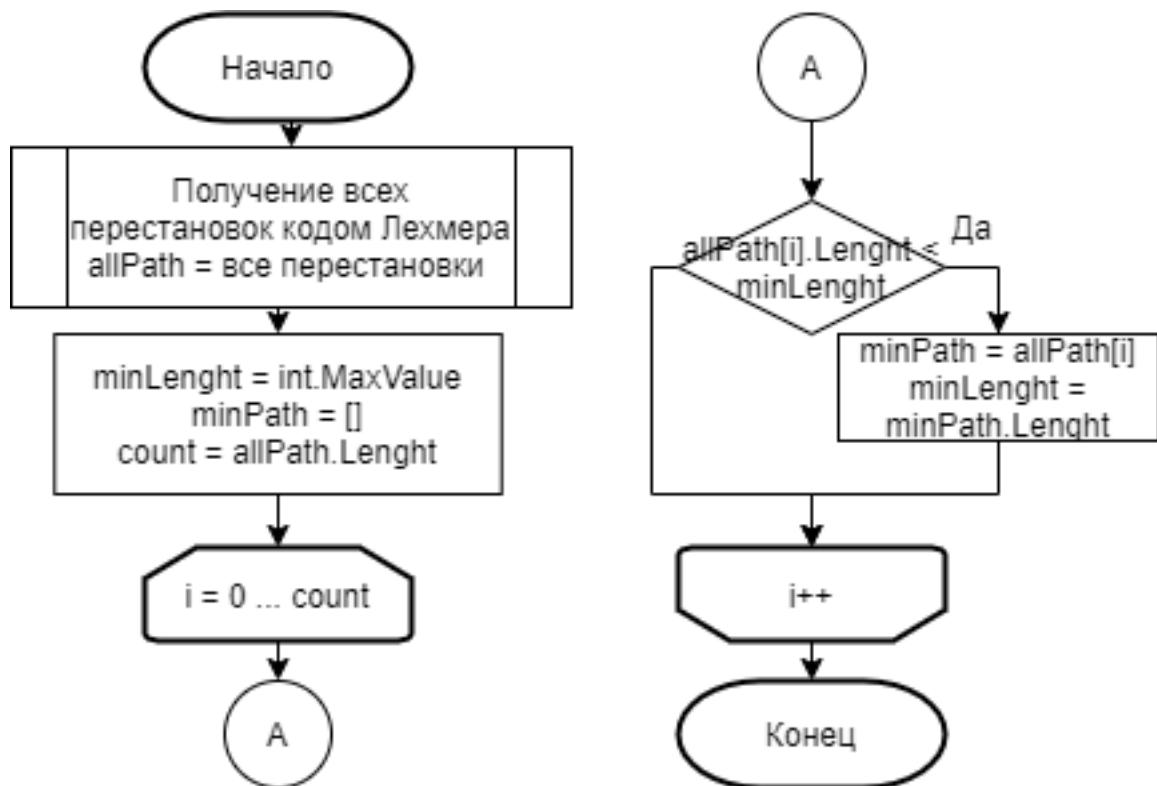 Начало
Получение всех
перестановок кодом Лехмера
allPath = все перестановки
minLenght = int.MaxValue
minPath = []
count = allPath.Lenght
i = 0 ... count
A
A
allPath[i].Lenght <
minLenght
Да
minPath = allPath[i]
minLenght =
minPath.Lenght
i++
Конец